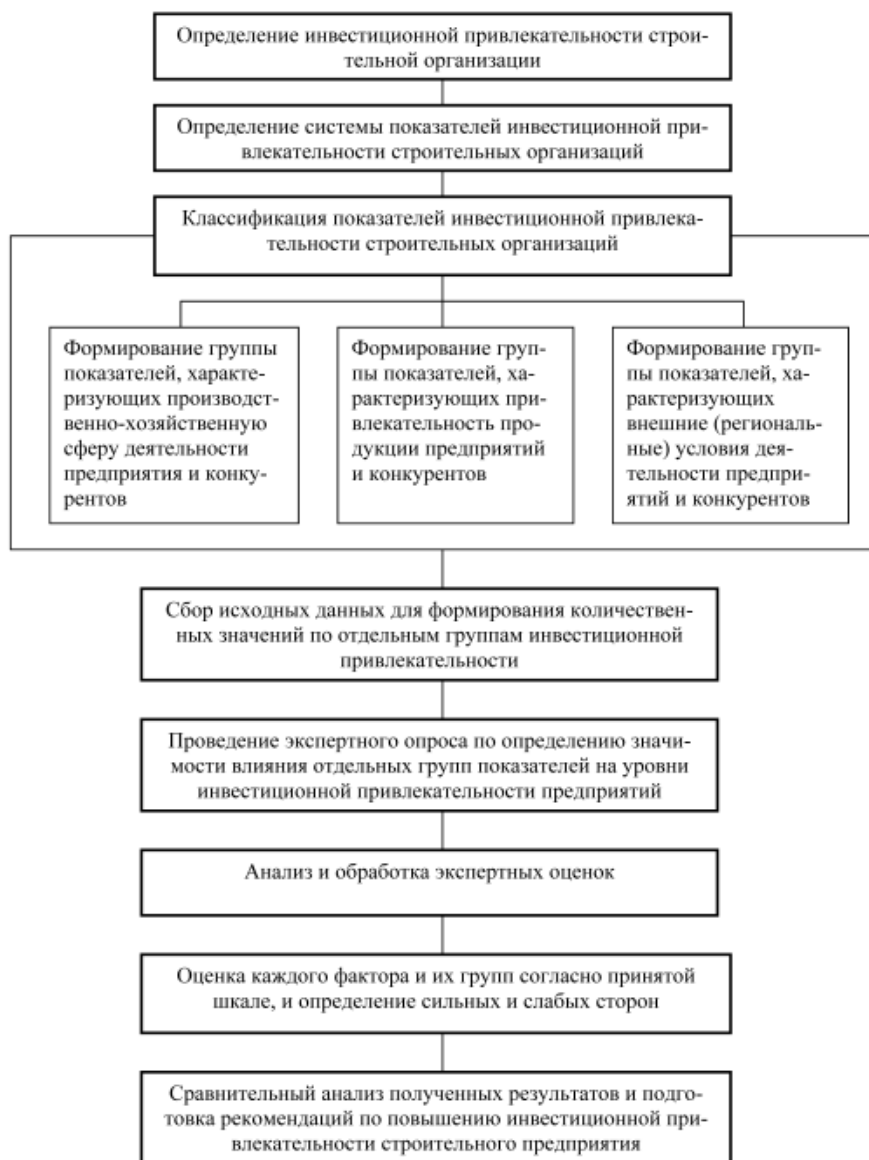 Определение инвестиционной привлекательности строи-
тельной организации
Определение системы показателей инвестиционной при-
влекательности строительных организаций
Классификация показателей инвестиционной привлека-
тельности строительных организаций
Формирование группы
показателей, характе-
ризующих производст-
венно-хозяйственную
сферу деятельности
предприятия и конку-
рентов
Формирование груп-
пы показателей, ха-
рактеризующих при-
влекательность про-
дукции предприятий
и конкурентов
Формирование груп-
пы показателей, ха-
рактеризующих
внешние (региональ-
ные) условия дея-
тельности предпри-
ятий и конкурентов
Сбор исходных данных для формирования количествен-
ных значений по отдельным группам инвестиционной
привлекательности
Проведение экспертного опроса по определению значи-
мости влияния отдельных групп показателей на уровни
инвестиционной привлекательности предприятий
Анализ и обработка экспертных оценок
Оценка каждого фактора и их групп согласно принятой
шкале, и определение сильных и слабых сторон
Сравнительный анализ полученных результатов и подго-
товка рекомендаций по повышению инвестиционной при-
влекательности строительного предприятия